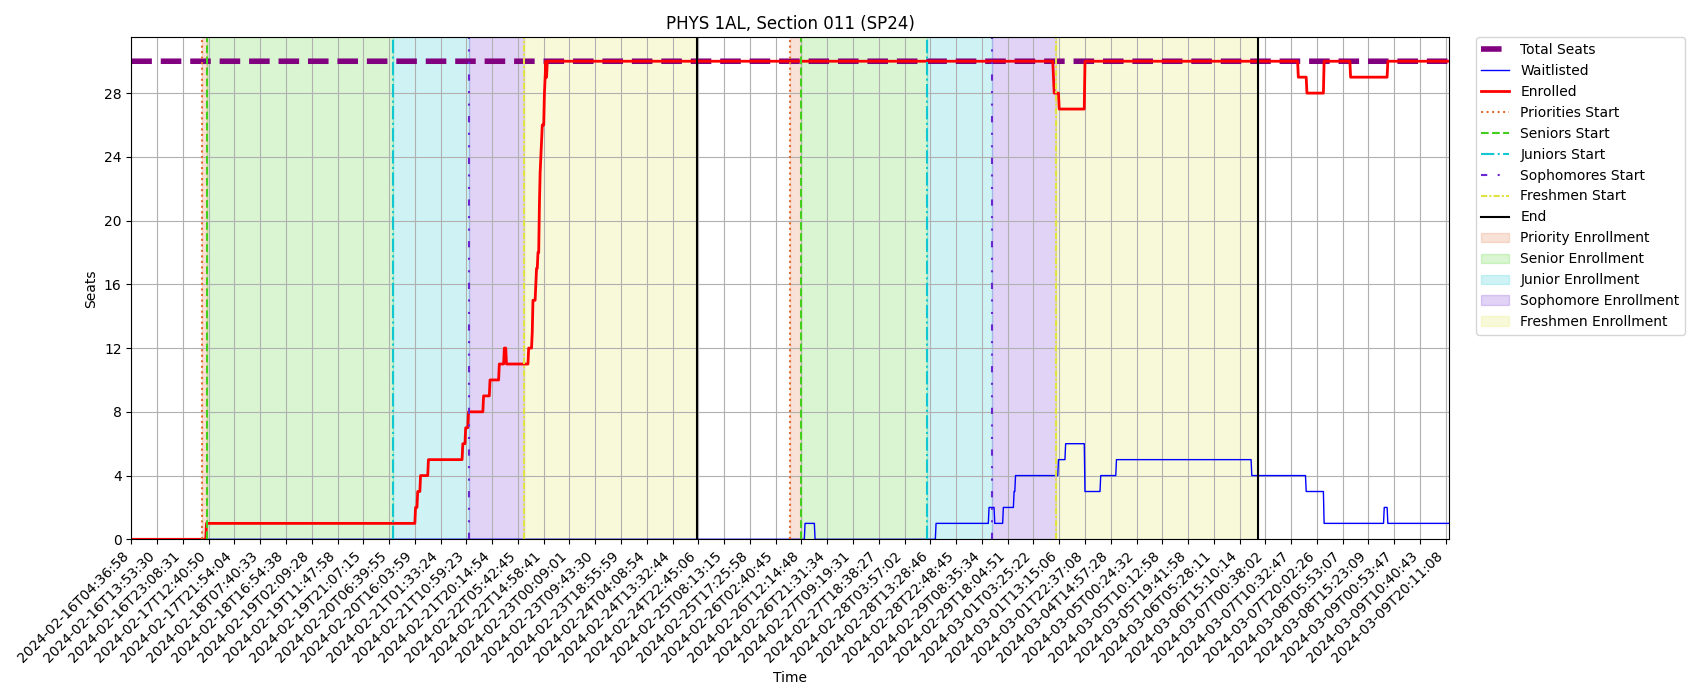 PHYS 1AL, Section 011 (SP24)
Seats
28
24
20
16
12
8
4
0
2024-02-16T04:36:58
2024-02-16T13:53:30
2024-02-16T23:08:31
2024-02-17T12:40:50
2024-02-17T21:54:04
2024-02-18T07:40:33
2024-02-18T16:54:38
2024-02-19T02:09:28
2024-02-19T11:47:58
2024-02-19T21:07:15
2024-02-20T06:39:55
2024-02-20T16:03:59
2024-02-21T01:33:24
2024-02-21T10:59:23
2024-02-21T20:14:54
2024-02-22T05:42:45
2024-02-22T14:58:41
2024-02-23T00:09:01
2024-02-23T09:43:30
2024-02-23T18:55:59
2024-02-24T04:08:54
2024-02-24T13:32:44
2024-02-24T22:45:06
2024-02-25T08:13:15
2024-02-25T17:25:58
2024-02-26T02:40:45
2024-02-26T12:14:48
2024-02-26T21:31:34
2024-02-27T09:19:31
2024-02-27T18:38:27
2024-02-28T03:57:02
2024-02-28T13:28:46
2024-02-28T22:48:45
2024-02-29T08:35:34
2024-02-29T18:04:51
2024-03-01T03:25:22
2024-03-01T13:15:06
2024-03-01T22:37:08
2024-03-04T14:57:28
2024-03-05T00:24:32
2024-03-05T10:12:58
2024-03-05T19:41:58
2024-03-06T05:28:11
2024-03-06T15:10:14
2024-03-07T00:38:02
2024-03-07T10:32:47
2024-03-07T20:02:26
2024-03-08T05:53:07
2024-03-08T15:23:09
2024-03-09T00:53:47
2024-03-09T10:40:43
2024-03-09T20:11:08
Time
Total Seats
Waitlisted
Enrolled
Priorities Start
Seniors Start
Juniors Start
Sophomores Start
Freshmen Start
End
Priority Enrollment
Senior Enrollment
Junior Enrollment
Sophomore Enrollment
Freshmen Enrollment